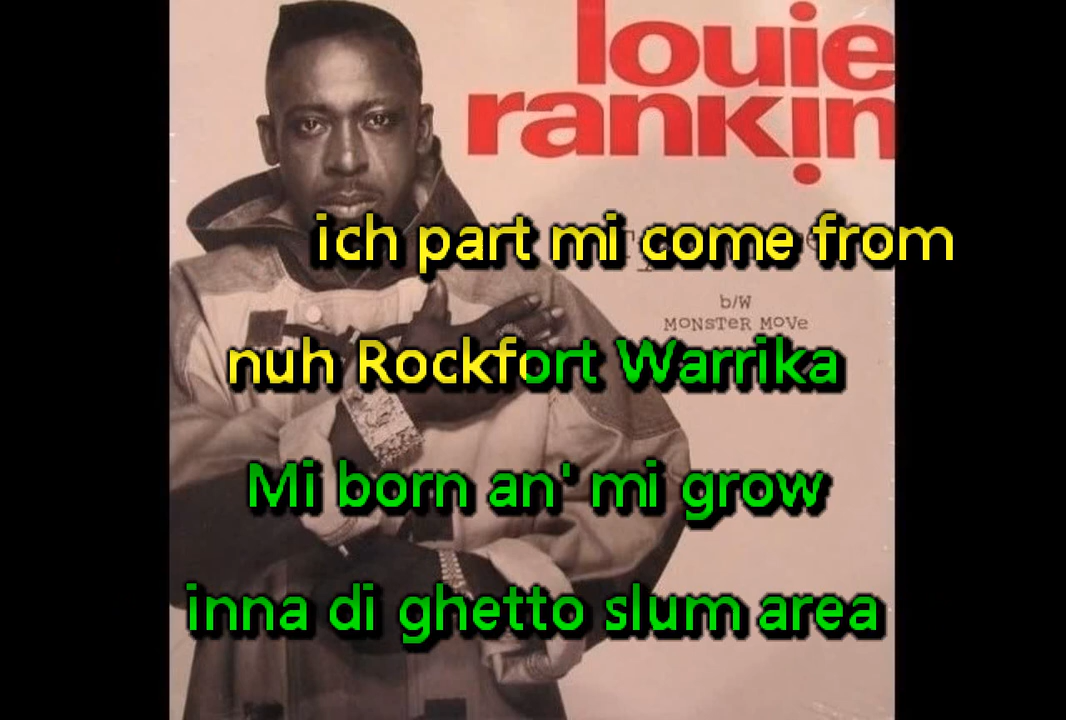 louie
rankin
ich part mi come from
b/w
MONSTER MOVE
nuh Rockfort Warrika
Mi born an' mi grow
inna di ghetto slum area